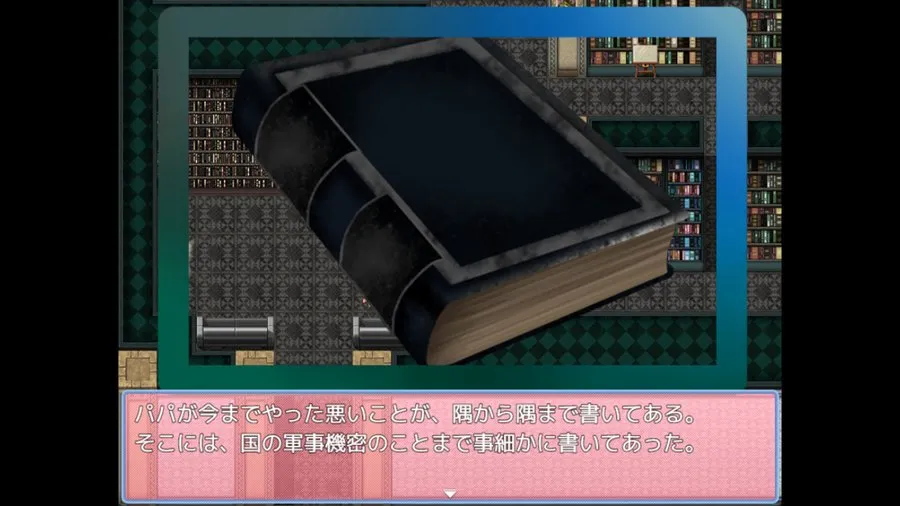 パパが今までやった悪いことが、隅から隅まで書いてある。
そこには、国の軍事機密のことまで事細かに書いてあった。